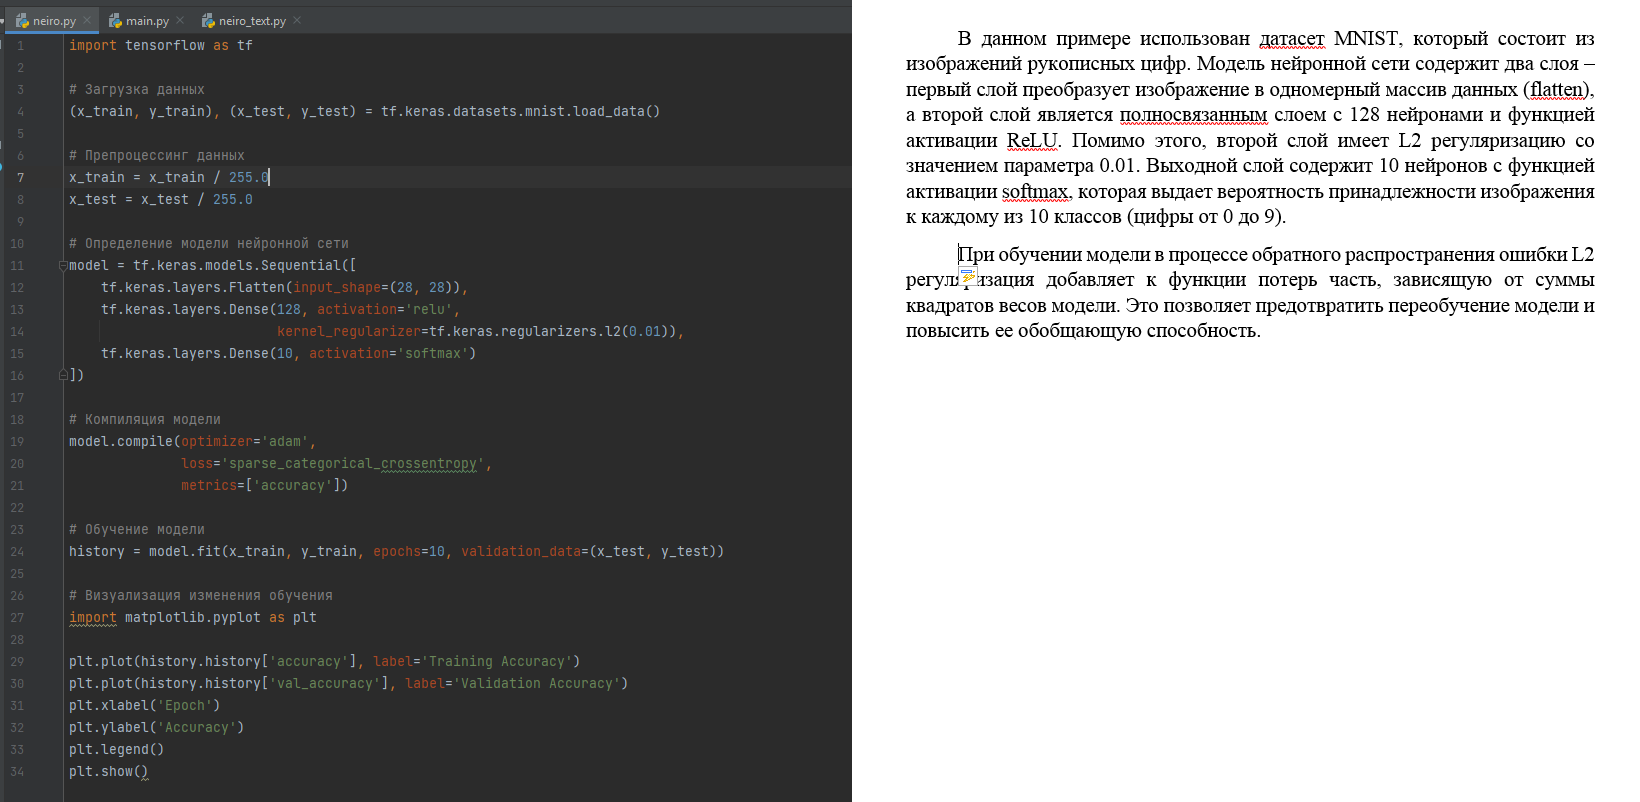 neiro.py main.py neiro_text.py
1 import tensorflow as tf
2
3 # Загрузка данных
4 (x_train, y_train), (x_test, y_test) = tf.keras.datasets.mnist.load_data()
5
6 # Препроцессинг данных
7 x_train = x_train / 255.0
8 x_test = x_test / 255.0
9
10 # Определение модели нейронной сети
11 model = tf.keras.models.Sequential([
12 tf.keras.layers.Flatten(input_shape=(28, 28)),
13 tf.keras.layers.Dense(128, activation='relu',
14 kernel_regularizer=tf.keras.regularizers.l2(0.01)),
15 tf.keras.layers.Dense(10, activation='softmax')
16 ])
17
18 # Компиляция модели
19 model.compile(optimizer='adam',
20 loss='sparse_categorical_crossentropy',
21 metrics=['accuracy'])
22
23 # Обучение модели
24 history = model.fit(x_train, y_train, epochs=10, validation_data=(x_test, y_test))
25
26 # Визуализация изменения обучения
27 import matplotlib.pyplot as plt
28
29 plt.plot(history.history['accuracy'], label='Training Accuracy')
30 plt.plot(history.history['val_accuracy'], label='Validation Accuracy')
31 plt.xlabel('Epoch')
32 plt.ylabel('Accuracy')
33 plt.legend()
34 plt.show()
В данном примере использован датасет MNIST, который состоит из
изображений рукописных цифр. Модель нейронной сети содержит два слоя –
первый слой преобразует изображение в одномерный массив данных (flatten),
а второй слой является полносвязанным слоем с 128 нейронами и функцией
активации ReLU. Помимо этого, второй слой имеет L2 регуляризацию со
значением параметра 0.01. Выходной слой содержит 10 нейронов с функцией
активации softmax, которая выдает вероятность принадлежности изображения
к каждому из 10 классов (цифры от 0 до 9).
При обучении модели в процессе обратного распространения ошибки L2
регуляризация добавляет к функции потерь часть, зависящую от суммы
квадратов весов модели. Это позволяет предотвратить переобучение модели и
повысить ее обобщающую способность.